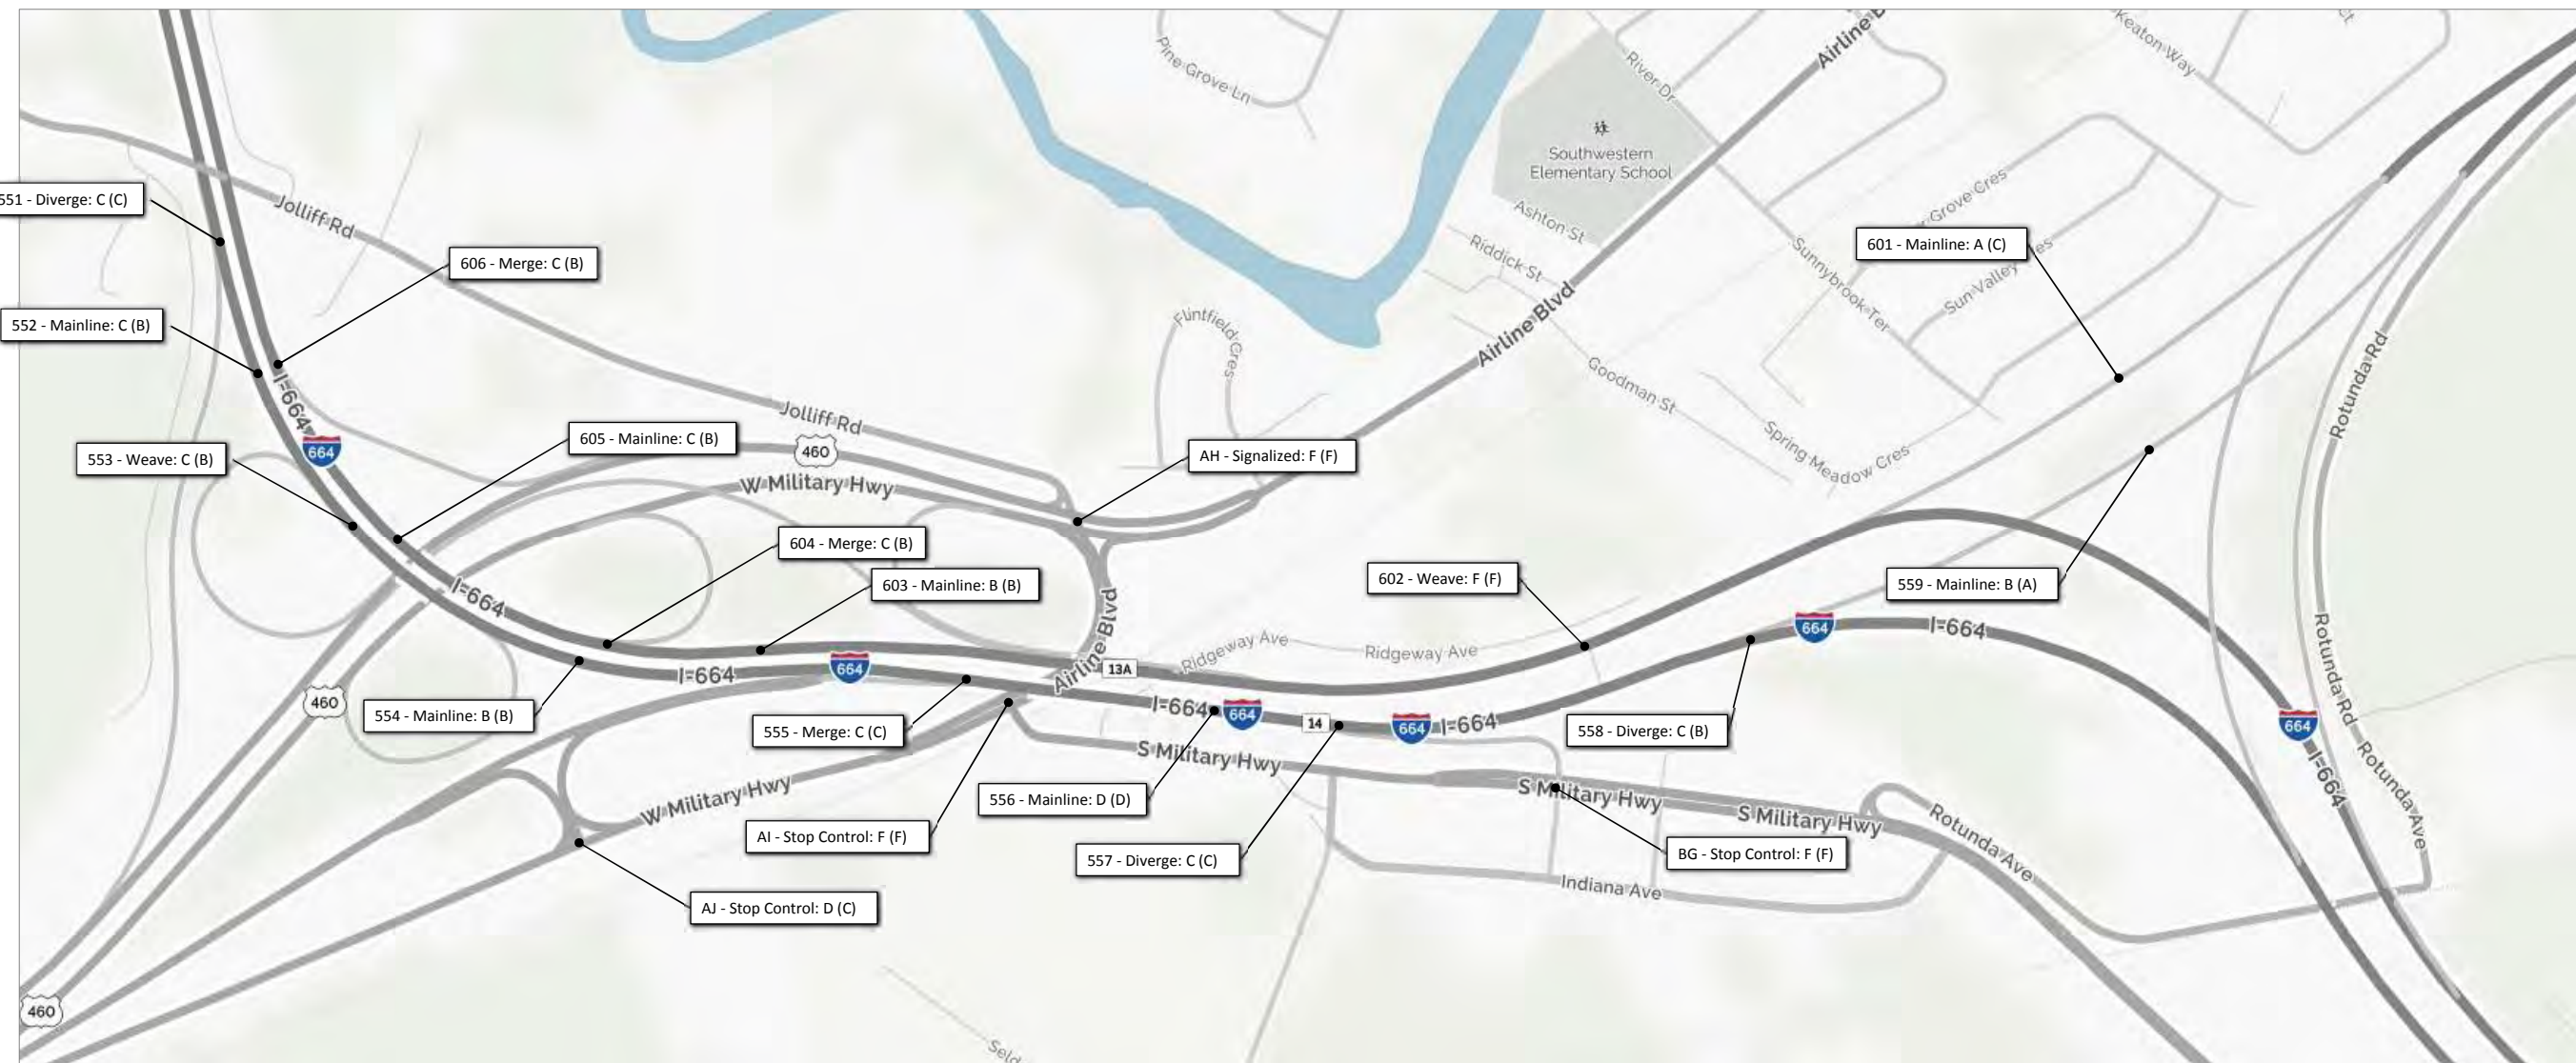 Airline B
Keaton Way
Ct
Pine Grove Ln
River Dr
Southwestern
Elementary School
Ashton St
Grove Cres
551 - Diverge: C (C)
Jolliff Rd
Riddick St
601 - Mainline: A (C)
606 - Merge: C (B)
Sunnybrook Ter
Sun Valley
es
552 - Mainline: C (B)
Flintfield Cres
Airline Blvd
Rotunda Rd
I-664
Goodman St
Jolliff Rd
605 - Mainline: C (B)
553 - Weave: C (B)
664
460
AH - Signalized: F (F)
Spring Meadow Cres
W Military Hwy
604 - Merge: C (B)
602 - Weave: F (F)
603 - Mainline: B (B)
559 - Mainline: B (A)
I-664
Airline Blvd
Ridgeway Ave
Ridgeway Ave
664
I-664
Rotunda Rd
I-664
664
13A
460
554 - Mainline: B (B)
555 - Merge: C (C)
I-664
664
14
664
I-664
558 - Diverge: C (B)
664
I-664
Rotunda Ave
S Military Hwy
W Military Hwy
556 - Mainline: D (D)
S Military Hwy
S Military Hwy
Rotunda Ave
AI - Stop Control: F (F)
557 - Diverge: C (C)
BG - Stop Control: F (F)
Indiana Ave
AJ - Stop Control: D (C)
460
Seld